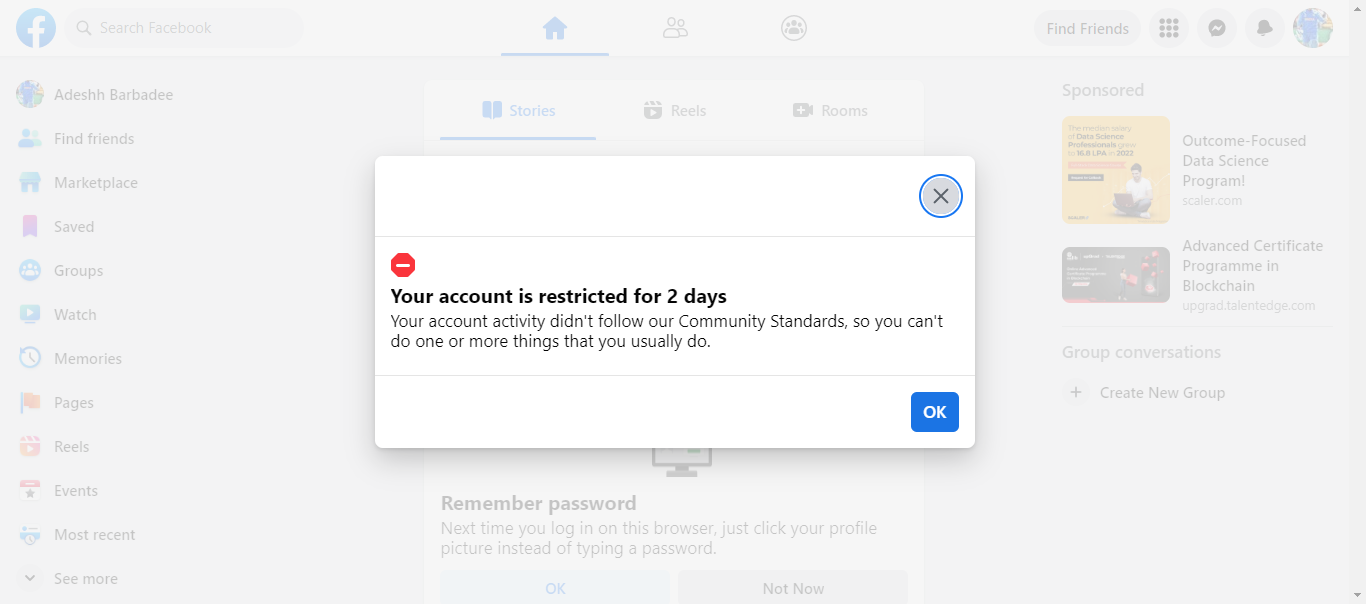 Search Facebook
Find Friends
Adeshh Barbadee
Find friends
Marketplace
Saved
Groups
Watch
Memories
Pages
Reels
Events
Most recent
See more
Stories
Reels
Rooms
Your account is restricted for 2 days
Your account activity didn't follow our Community Standards, so you can't
do one or more things that you usually do.
OK
Remember password
Next time you log in on this browser, just click your profile
picture instead of typing a password.
OK
Not Now
Sponsored
The median salary
of Data Science
Professionals grew
to 16.8 LPA in 2022
SCALER
Outcome-Focused
Data Science
Program!
scaler.com
Advanced Certificate
Programme in
Blockchain
upgrad.talentedge.com
Group conversations
Create New Group